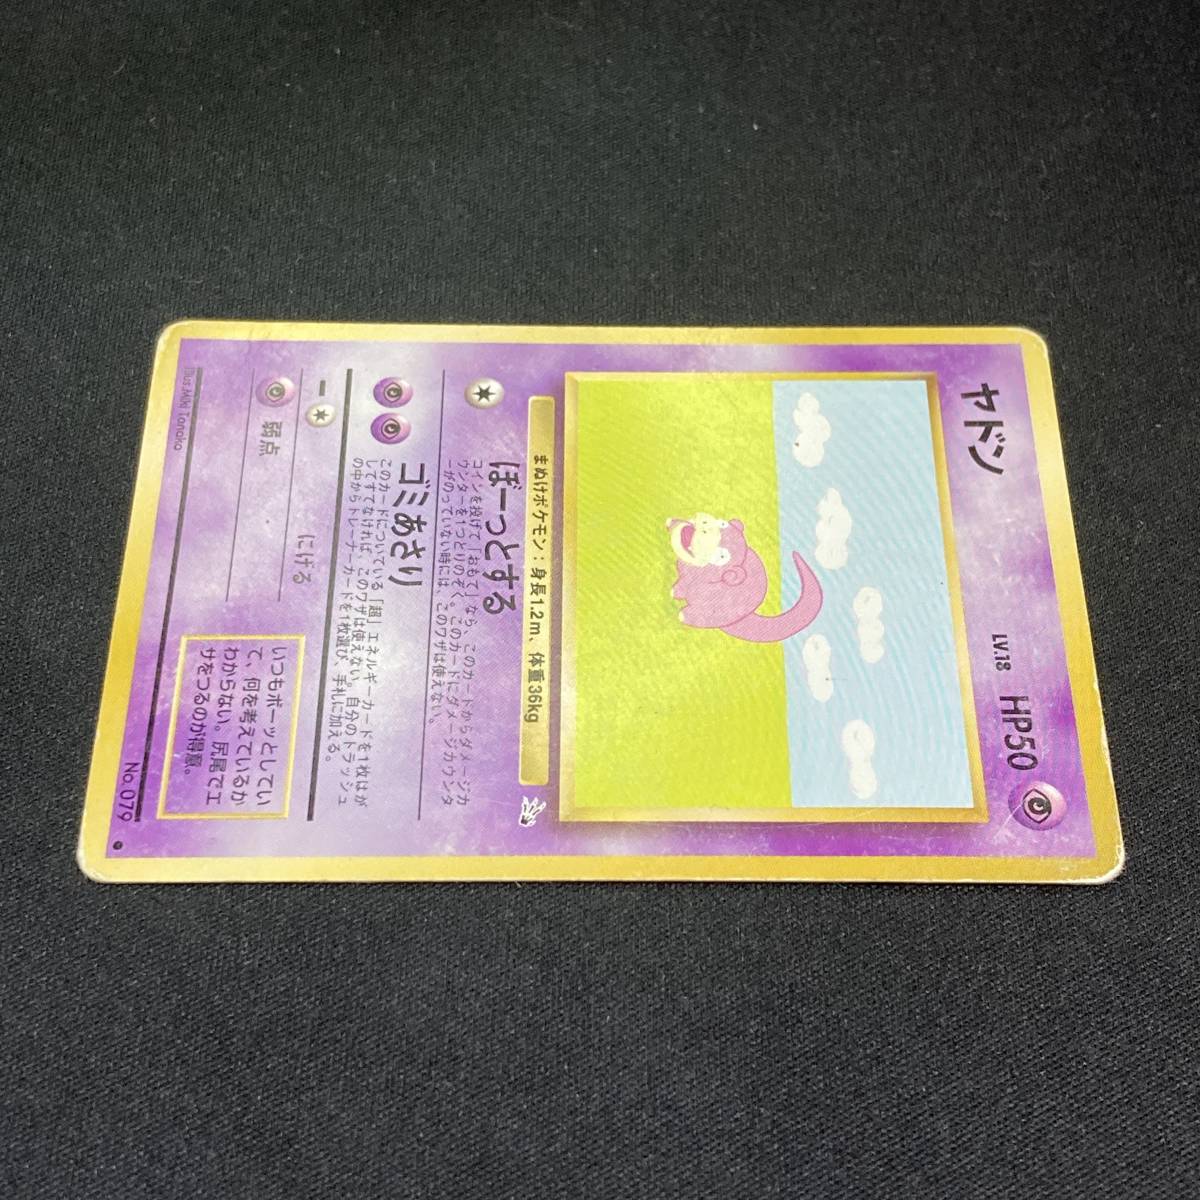 ヤドン
LV.18 HP50
まぬけポケモン：身長1.2m、体重36kg
ぼーっとする
コインを投げて「おもて」なら、このカードからダメージカ
ウンターを1つとりのぞく。このカードにダメージカウンタ
ーがのっていない時には、このワザは使えない。
ゴミあさり
このカードについている「超」エネルギーカードを1枚はが
してすてなければ、このワザは使えない。自分のトラッシュ
の中からトレーナーカードを1枚選び、手札に加える。
にげる
弱点
いつもボーッとしてい
て、何を考えているか
わからない。尻尾でエ
サをつるのが得意。
Illus. Miki Tanaka
No. 079